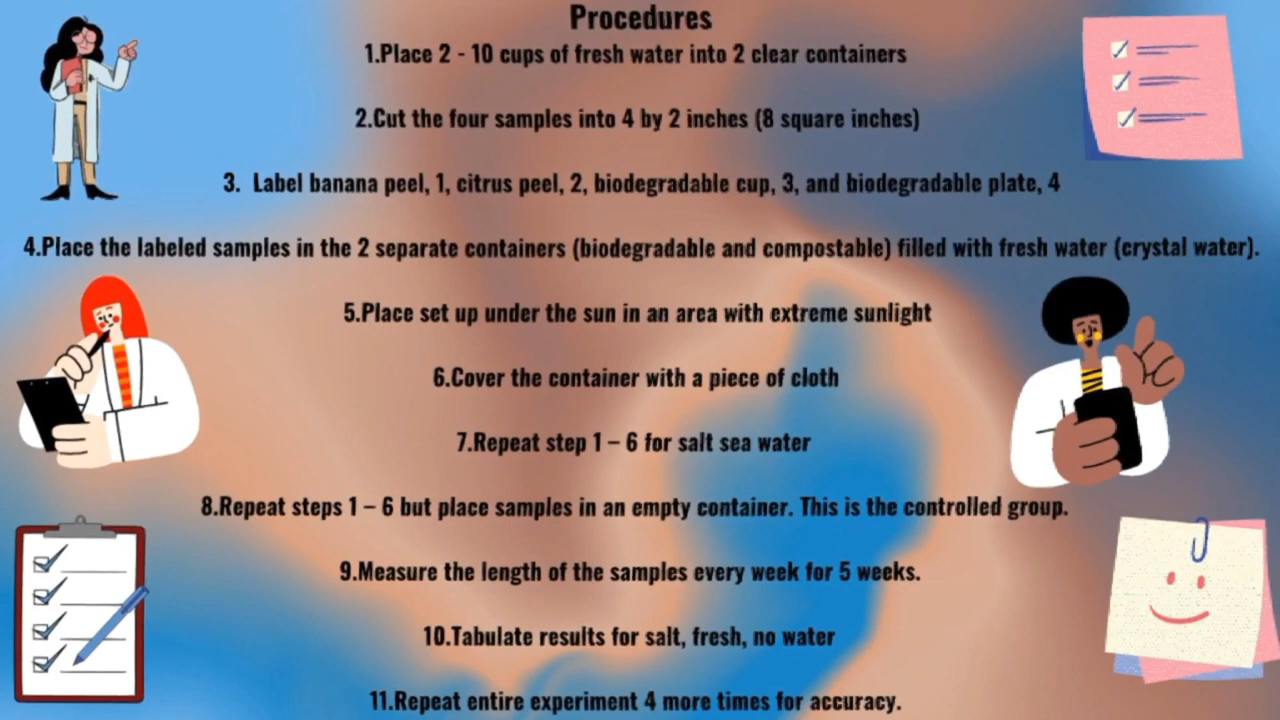 Procedures
1.Place 2 - 10 cups of fresh water into 2 clear containers
2.Cut the four samples into 4 by 2 inches (8 square inches)
3. Label banana peel, 1, citrus peel, 2, biodegradable cup, 3, and biodegradable plate, 4
4.Place the labeled samples in the 2 separate containers (biodegradable and compostable) filled with fresh water (crystal water).
5.Place set up under the sun in an area with extreme sunlight
6.Cover the container with a piece of cloth
7.Repeat step 1 – 6 for salt sea water
8.Repeat steps 1 – 6 but place samples in an empty container. This is the controlled group.
9.Measure the length of the samples every week for 5 weeks.
10.Tabulate results for salt, fresh, no water
11.Repeat entire experiment 4 more times for accuracy.